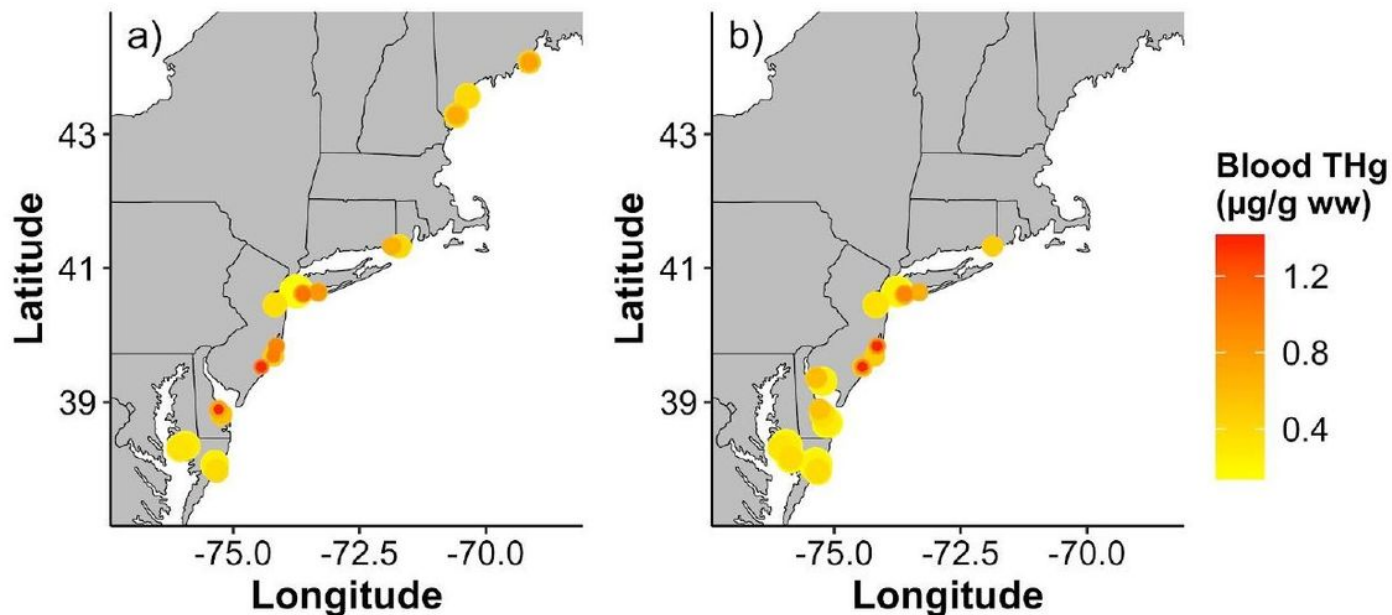 a)
b)
43
41
39
Latitude
-75.0 -72.5 -70.0
Longitude
43
41
39
Latitude
-75.0 -72.5 -70.0
Longitude
Blood THg
(µg/g ww)
1.2
0.8
0.4